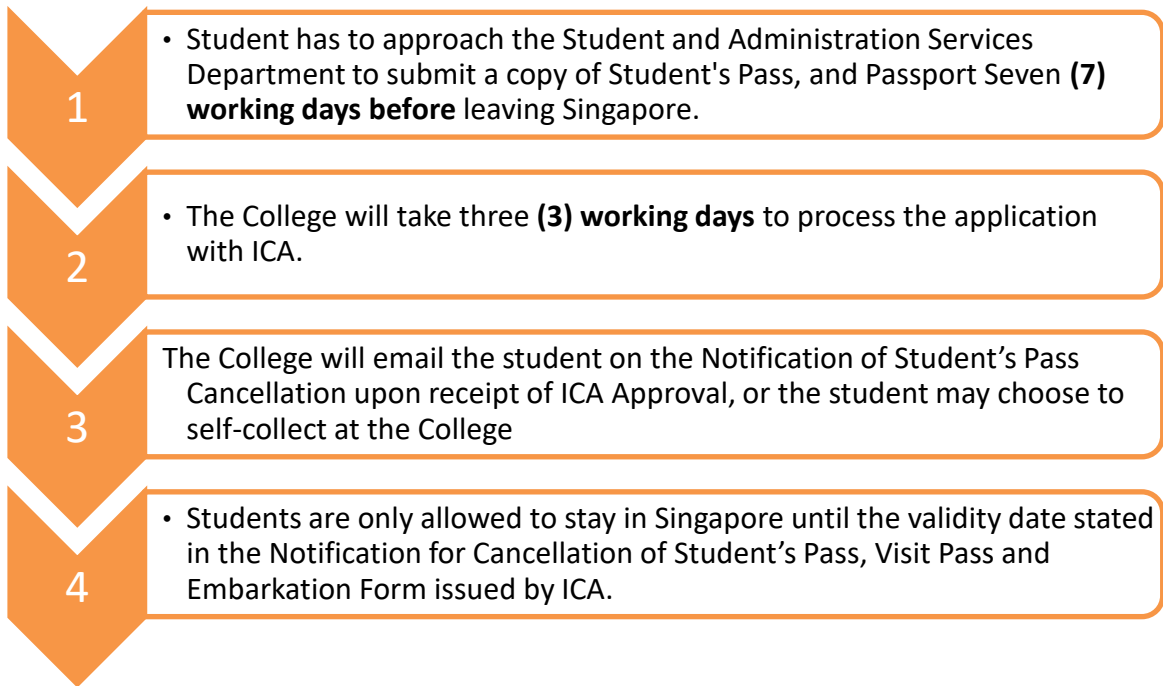 1
• Student has to approach the Student and Administration Services
Department to submit a copy of Student's Pass, and Passport Seven (7)
working days before leaving Singapore.
2
• The College will take three (3) working days to process the application
with ICA.
3
The College will email the student on the Notification of Student’s Pass
Cancellation upon receipt of ICA Approval, or the student may choose to
self-collect at the College
4
• Students are only allowed to stay in Singapore until the validity date stated
in the Notification for Cancellation of Student’s Pass, Visit Pass and
Embarkation Form issued by ICA.